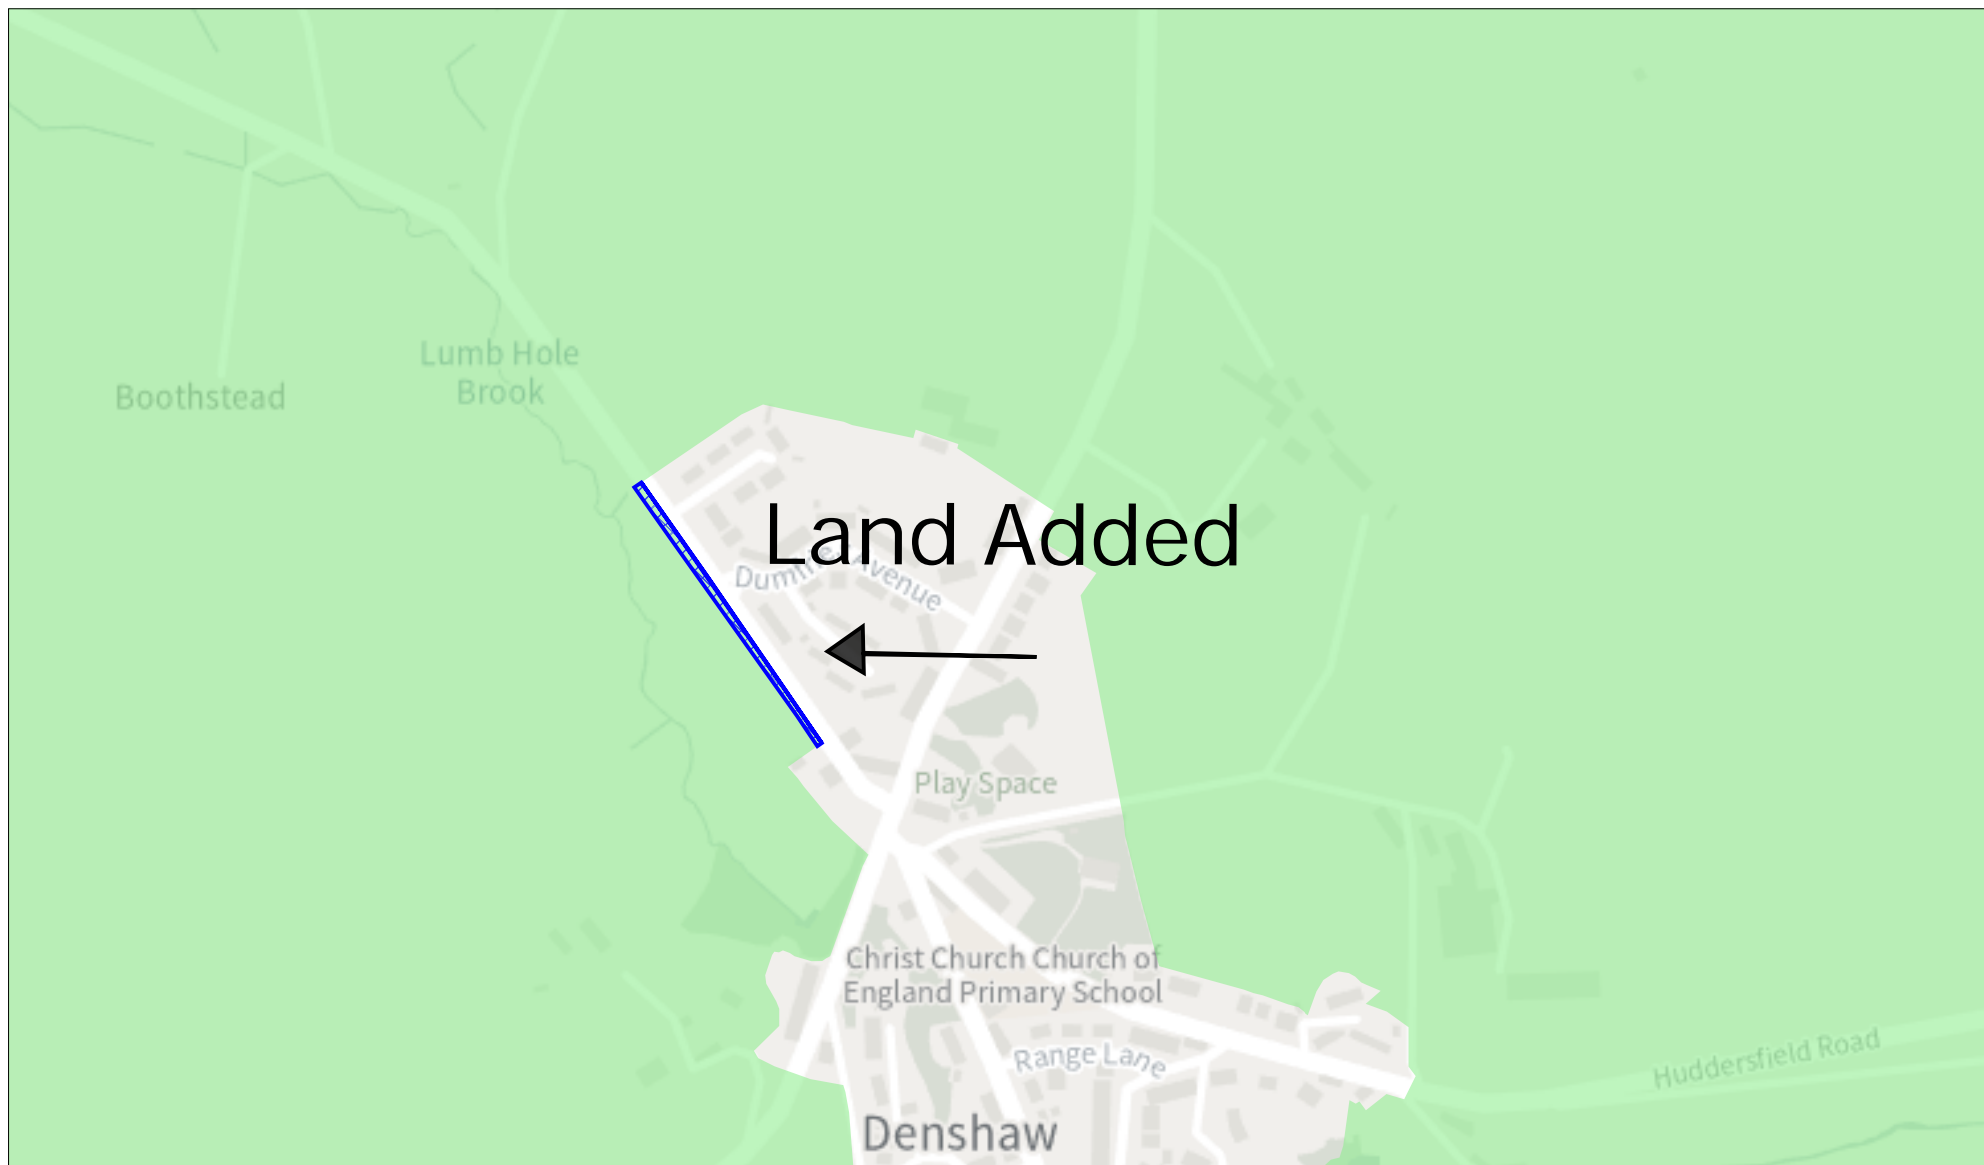 Lumb Hole
Brook
Boothstead
Land Added
Avenue
Play Space
Christ Church Church of
England Primary School
Range Lane
Huddersfield Road
Denshaw